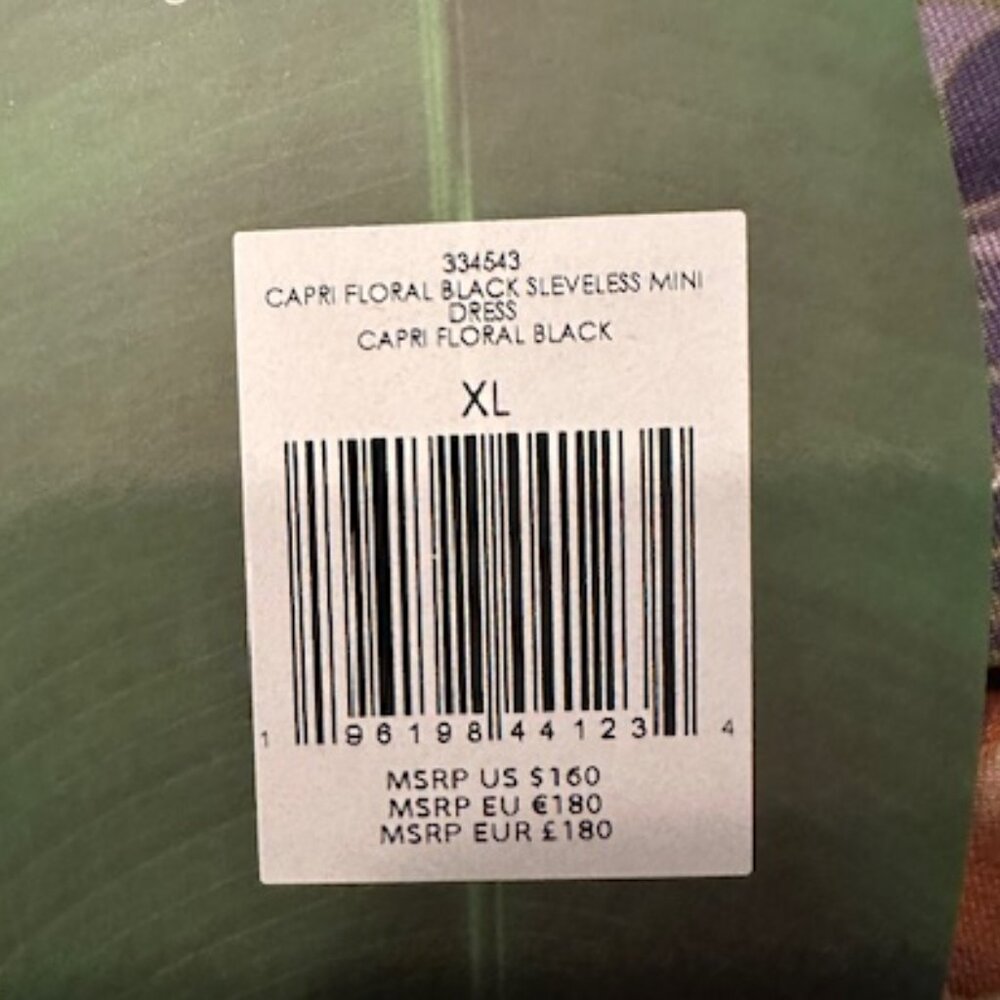 334543
CAPRI FLORAL BLACK SLEVELESS MINI
DRESS
CAPRI FLORAL BLACK
XL
1 96198 44123 4
MSRP US $160
MSRP EU €180
MSRP EUR £180